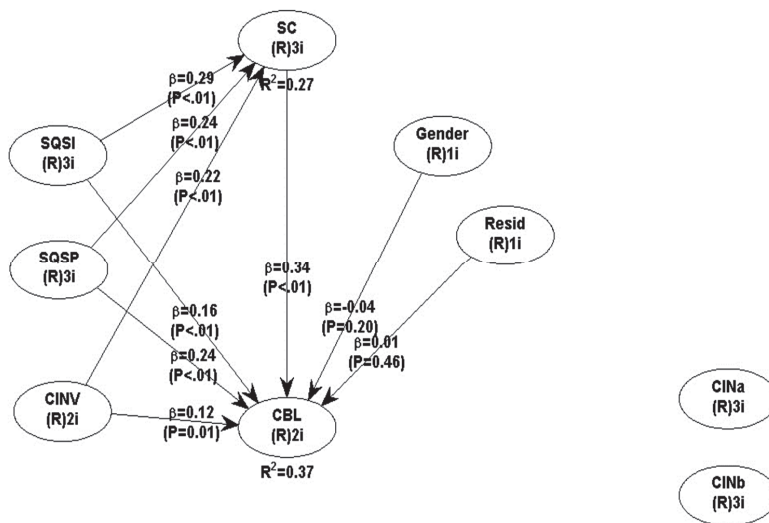 SC
(R)3i
R²=0.27
β=0.29
(P<.01)
β=0.24
(P<.01)
β=0.22
(P<.01)
SQSI
(R)3i
Gender
(R)1i
Resid
(R)1i
SQSP
(R)3i
β=0.34
(P<.01)
β=0.16
(P<.01)
β=-0.04
(P=0.20)
β=0.01
(P=0.46)
β=0.24
(P<.01)
CINV
(R)2i
β=0.12
(P=0.01)
CBL
(R)2i
R²=0.37
CINa
(R)3i
CINb
(R)3i